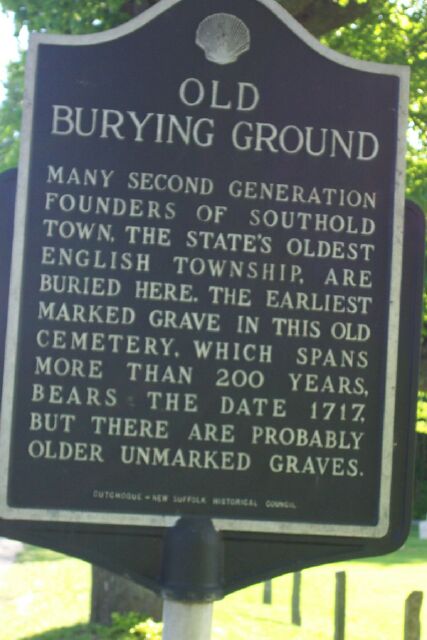 OLD
BURYING GROUND
MANY SECOND GENERATION
FOUNDERS OF SOUTHOLD
TOWN, THE STATE'S OLDEST
ENGLISH TOWNSHIP, ARE
BURIED HERE. THE EARLIEST
MARKED GRAVE IN THIS OLD
CEMETERY, WHICH SPANS
MORE THAN 200 YEARS,
BEARS THE DATE 1717,
BUT THERE ARE PROBABLY
OLDER UNMARKED GRAVES.
CUTCHOGUE - NEW SUFFOLK HISTORICAL COUNCIL